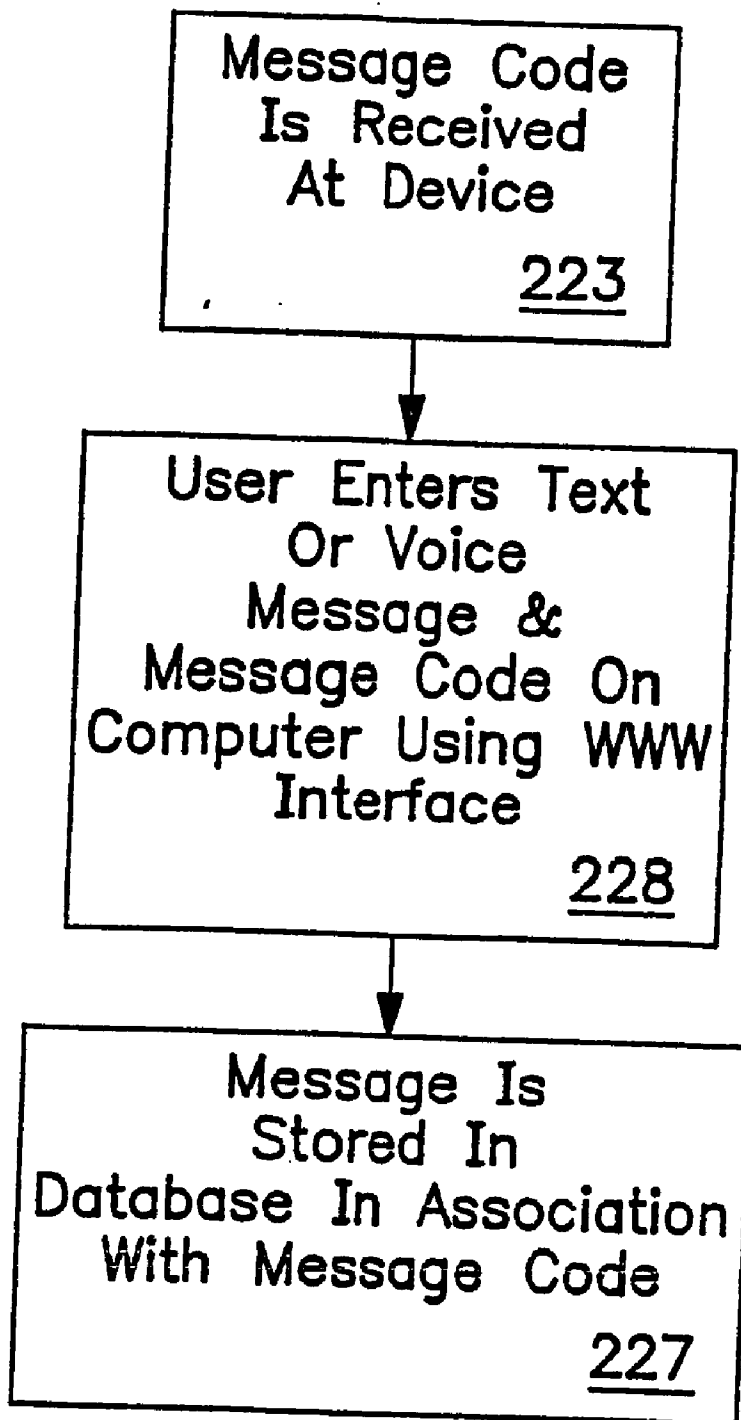 Message Code
Is Received
At Device
223
User Enters Text
Or Voice
Message &
Message Code On
Computer Using WWW
Interface
228
Message Is
Stored In
Database In Association
With Message Code
227